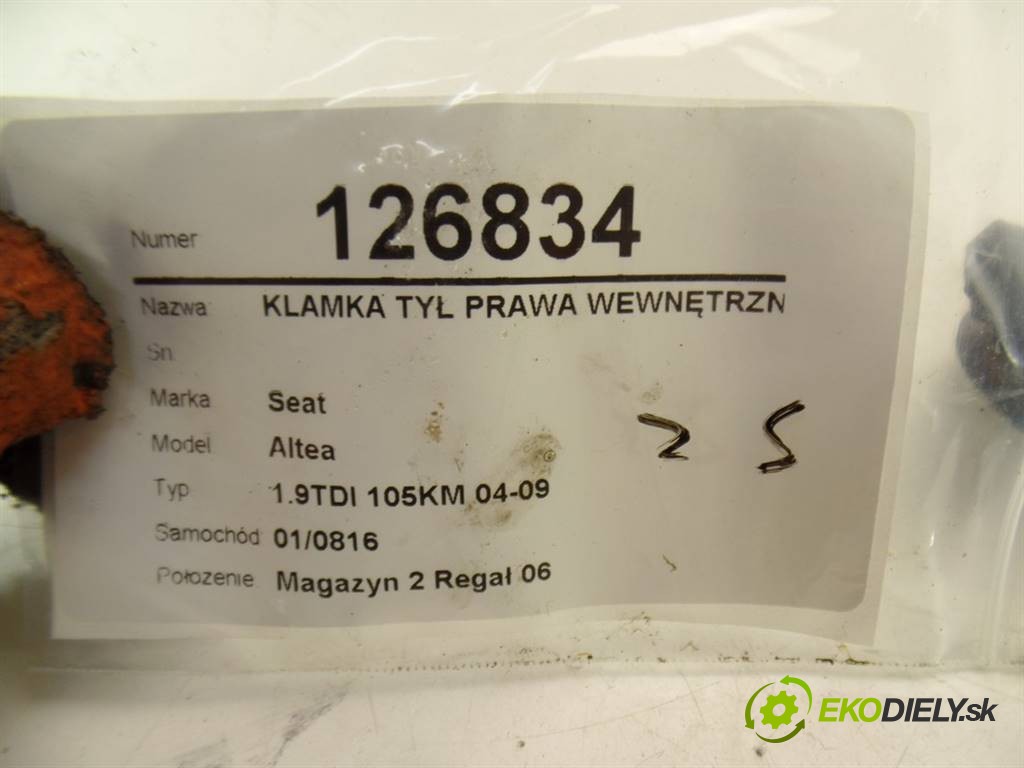 Numer 126834
Nazwa KLAMKA TYŁ PRAWA WEWNĘTRZN
Sn
Marka Seat
Model Altea
Typ 1.9TDI 105KM 04-09
Samochód 01/0816
Położenie Magazyn 2 Regał 06
25
EKODIELY.sk